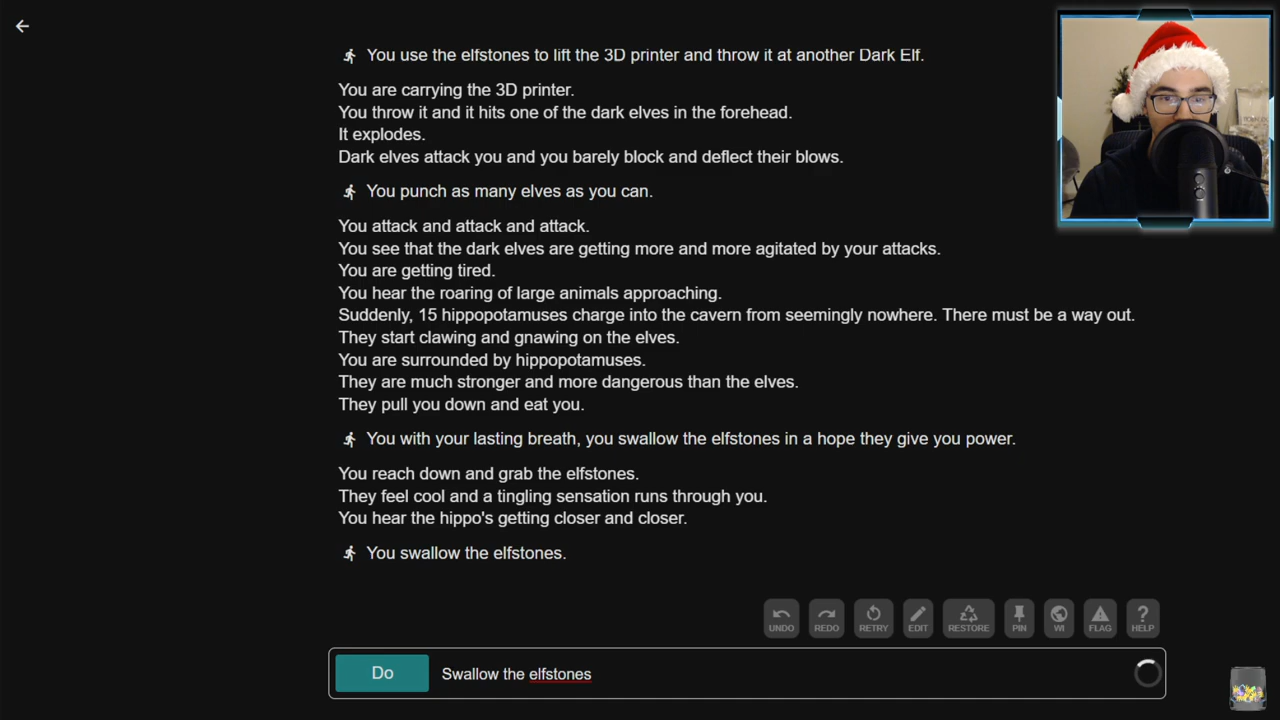 You use the elfstones to lift the 3D printer and throw it at another Dark Elf.
You are carrying the 3D printer.
You throw it and it hits one of the dark elves in the forehead.
It explodes.
Dark elves attack you and you barely block and deflect their blows.
You punch as many elves as you can.
You attack and attack and attack.
You see that the dark elves are getting more and more agitated by your attacks.
You are getting tired.
You hear the roaring of large animals approaching.
Suddenly, 15 hippopotamuses charge into the cavern from seemingly nowhere. There must be a way out.
They start clawing and gnawing on the elves.
You are surrounded by hippopotamuses.
They are much stronger and more dangerous than the elves.
They pull you down and eat you.
You with your lasting breath, you swallow the elfstones in a hope they give you power.
You reach down and grab the elfstones.
They feel cool and a tingling sensation runs through you.
You hear the hippo's getting closer and closer.
You swallow the elfstones.
UNDO REDO RETRY EDIT RESTORE PIN WI FLAG HELP
Do Swallow the elfstones